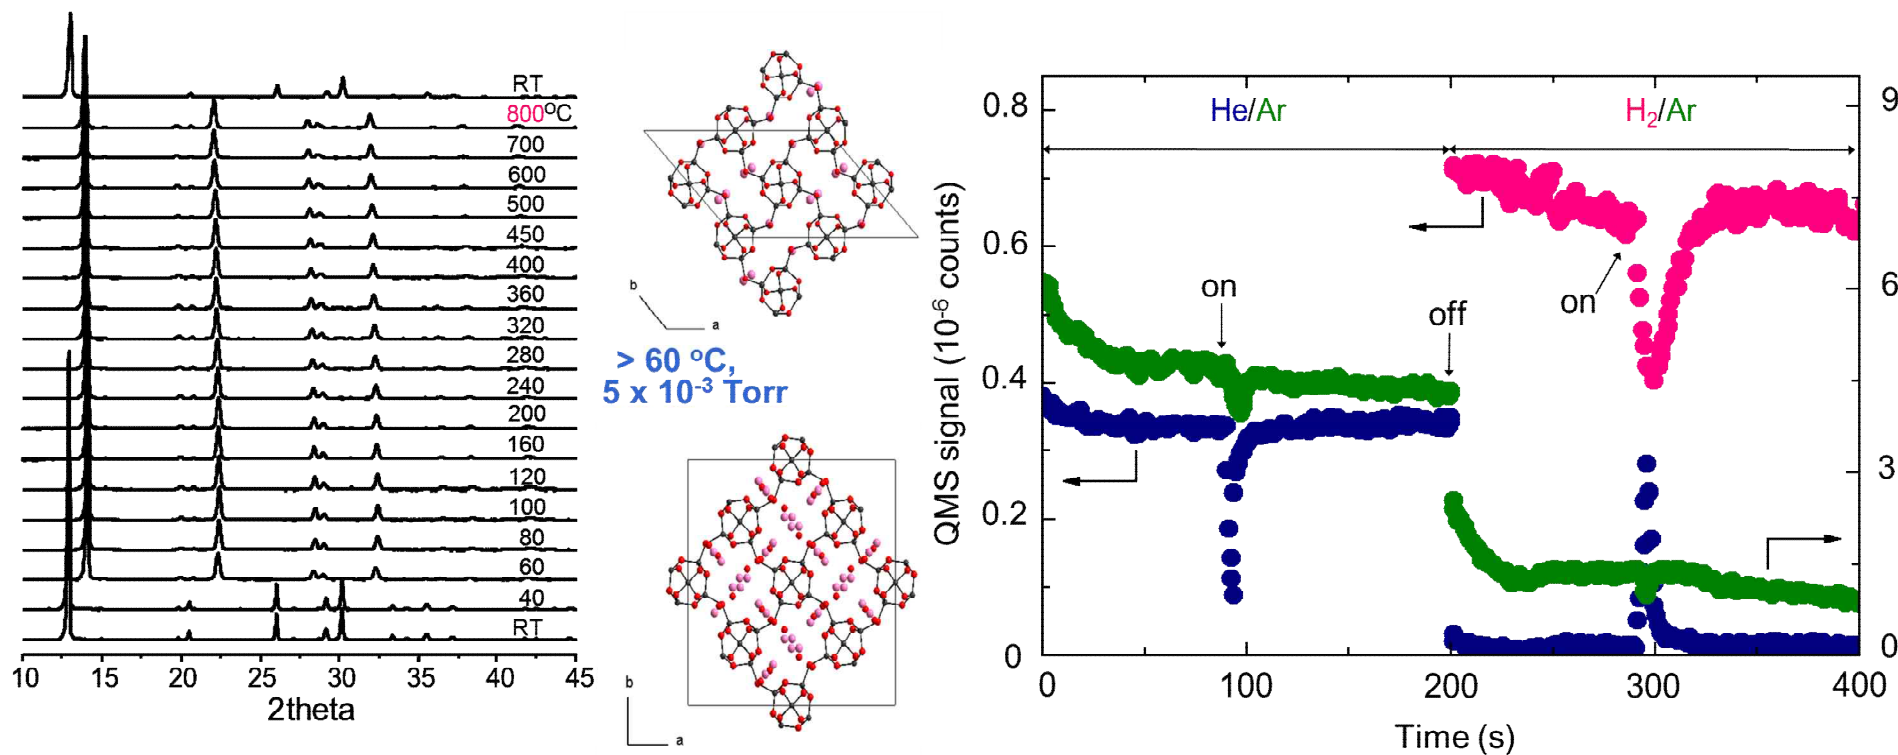 RT
800°C
700
600
500
450
400
360
320
280
240
200
160
120
100
80
60
40
RT
10 15 20 25 30 35 40 45
2theta
b
a
> 60 °C,
5 x 10⁻³ Torr
b
a
QMS signal (10⁻⁶ counts)
0.8
0.6
0.4
0.2
0
He/Ar
H₂/Ar
on
off
on
9
6
3
0
0 100 200 300 400
Time (s)